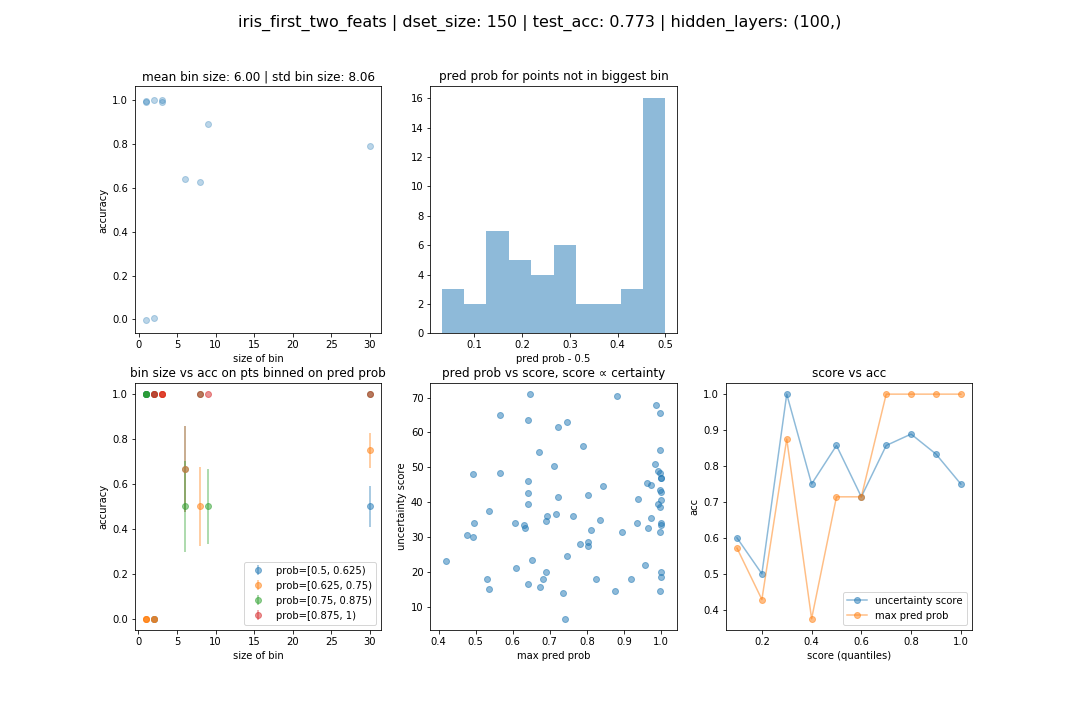 iris_first_two_feats | dset_size: 150 | test_acc: 0.773 | hidden_layers: (100,)
mean bin size: 6.00 | std bin size: 8.06
accuracy
1.0
0.8
0.6
0.4
0.2
0.0
0 5 10 15 20 25 30
size of bin
pred prob for points not in biggest bin
16
14
12
10
8
6
4
2
0
0.1 0.2 0.3 0.4 0.5
pred prob - 0.5
bin size vs acc on pts binned on pred prob
accuracy
1.0
0.8
0.6
0.4
0.2
0.0
prob=[0.5, 0.625)
prob=[0.625, 0.75)
prob=[0.75, 0.875)
prob=[0.875, 1)
0 5 10 15 20 25 30
size of bin
pred prob vs score, score ∝ certainty
uncertainty score
70
60
50
40
30
20
10
0.4 0.5 0.6 0.7 0.8 0.9 1.0
max pred prob
score vs acc
acc
1.0
0.9
0.8
0.7
0.6
0.5
0.4
uncertainty score
max pred prob
0.2 0.4 0.6 0.8 1.0
score (quantiles)